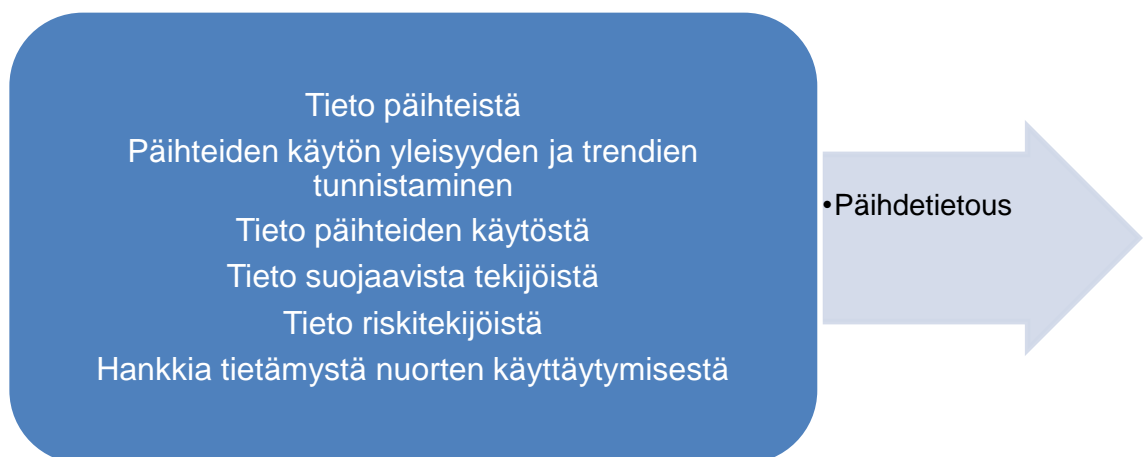 Tieto päihteistä
Päihteiden käytön yleisyyden ja trendien
tunnistaminen
Tieto päihteiden käytöstä
Tieto suojaavista tekijöistä
Tieto riskitekijöistä
Hankkia tietämystä nuorten käyttäytymisestä
•Päihdetietous